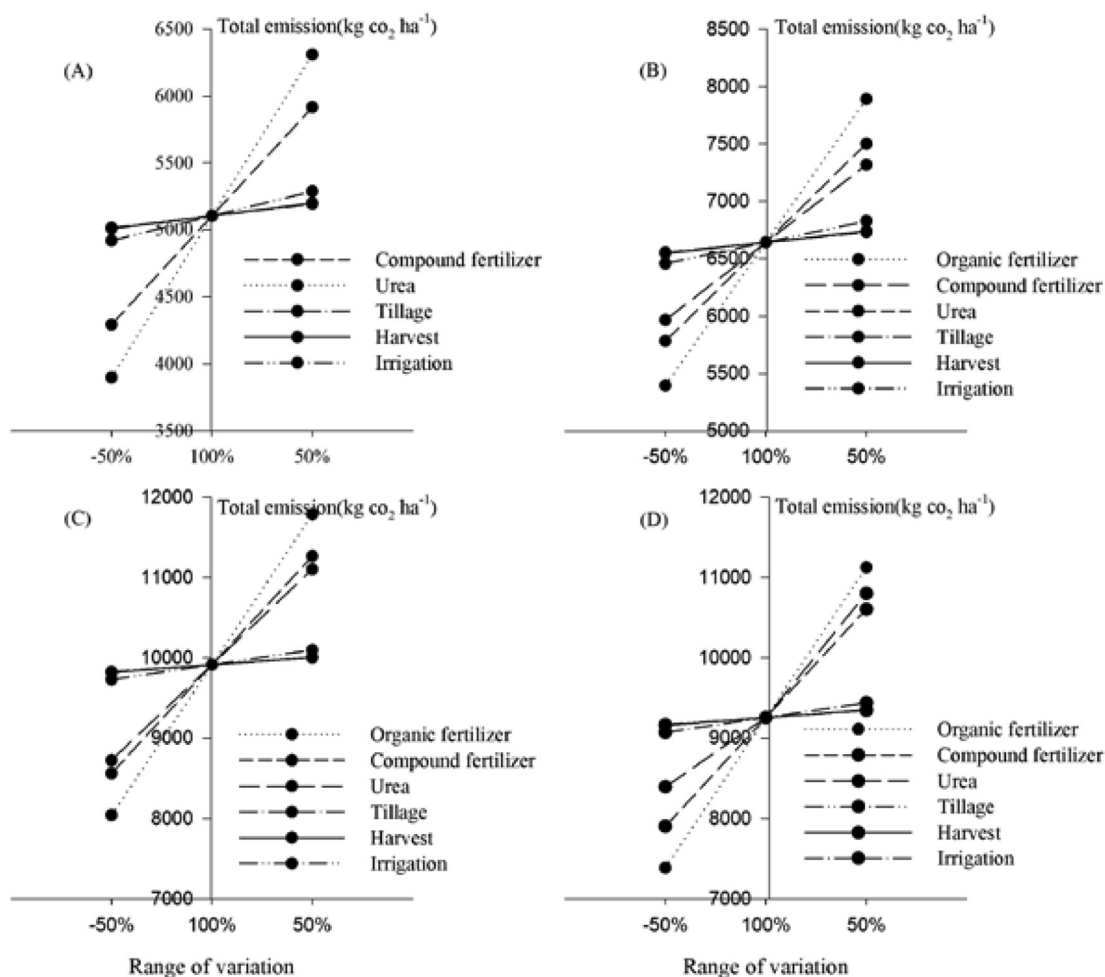 Total emission(kg co₂ ha⁻¹)
(A)
6500
6000
5500
5000
4500
4000
3500
-50% 100% 50%
Compound fertilizer
Urea
Tillage
Harvest
Irrigation
Total emission(kg co₂ ha⁻¹)
(B)
8500
8000
7500
7000
6500
6000
5500
5000
-50% 100% 50%
Organic fertilizer
Compound fertilizer
Urea
Tillage
Harvest
Irrigation
Total emission(kg co₂ ha⁻¹)
(C)
12000
11000
10000
9000
8000
7000
-50% 100% 50%
Organic fertilizer
Compound fertilizer
Urea
Tillage
Harvest
Irrigation
Range of variation
Total emission(kg co₂ ha⁻¹)
(D)
12000
11000
10000
9000
8000
7000
-50% 100% 50%
Organic fertilizer
Compound fertilizer
Urea
Tillage
Harvest
Irrigation
Range of variation